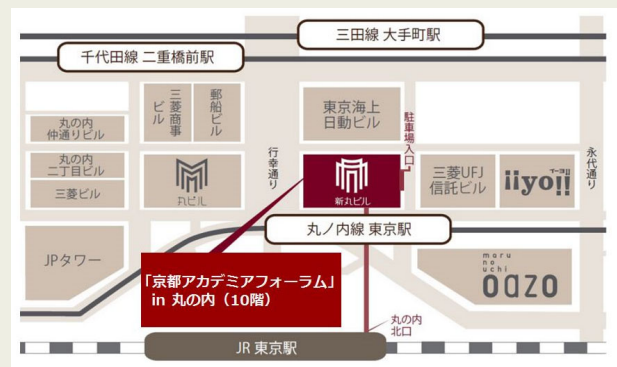 三田線 大手町駅
千代田線 二重橋前駅
丸の内
仲通りビル
三菱商事
ビル
郵船ビル
東京海上
日動ビル
駐車場入口
丸の内
二丁目ビル
三菱ビル
丸ビル
行幸通り
新丸ビル
三菱UFJ
信託ビル
iiyo!!
イーヨ!!
永代通り
丸ノ内線 東京駅
JPタワー
「京都アカデミアフォーラム」
in 丸の内(10階)
maru
no
uchi
oazo
丸の内
北口
JR 東京駅